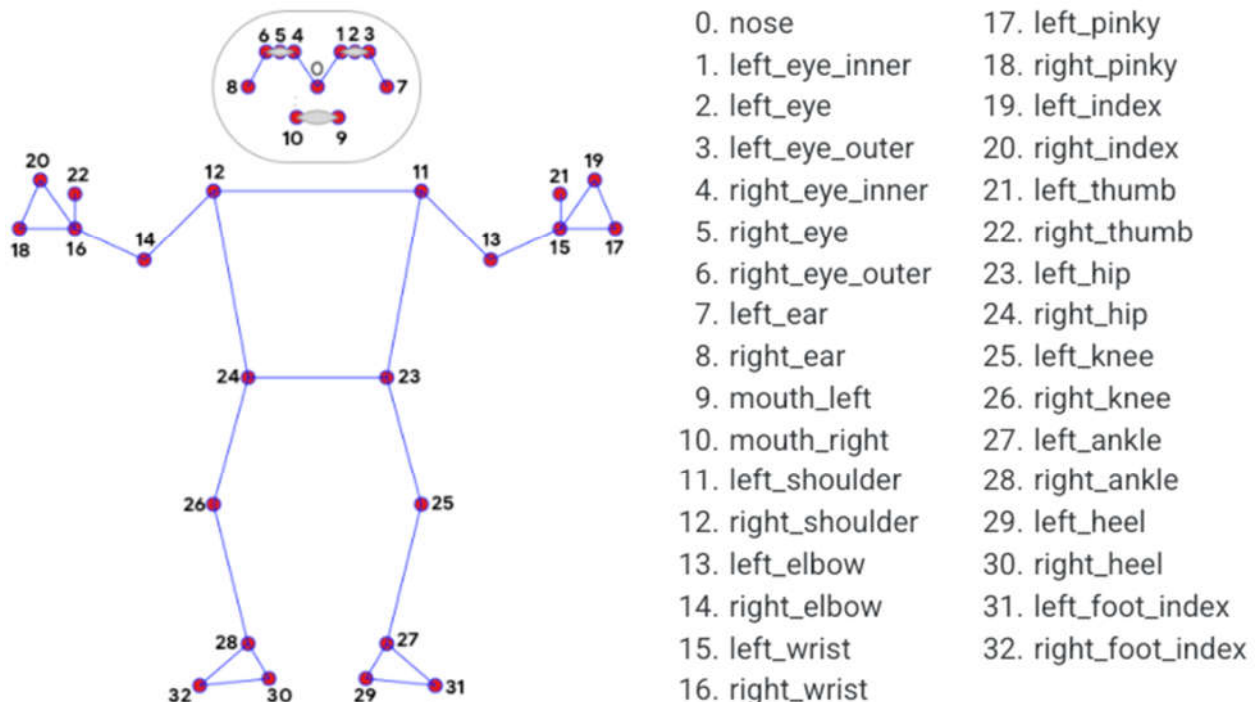 6 5 4 1 2 3
0
8 7
10 9
20 22 12 11 21 19
18 16 14 13 15 17
24 23
26 25
28 27
32 30 29 31
0. nose
1. left_eye_inner
2. left_eye
3. left_eye_outer
4. right_eye_inner
5. right_eye
6. right_eye_outer
7. left_ear
8. right_ear
9. mouth_left
10. mouth_right
11. left_shoulder
12. right_shoulder
13. left_elbow
14. right_elbow
15. left_wrist
16. right_wrist
17. left_pinky
18. right_pinky
19. left_index
20. right_index
21. left_thumb
22. right_thumb
23. left_hip
24. right_hip
25. left_knee
26. right_knee
27. left_ankle
28. right_ankle
29. left_heel
30. right_heel
31. left_foot_index
32. right_foot_index